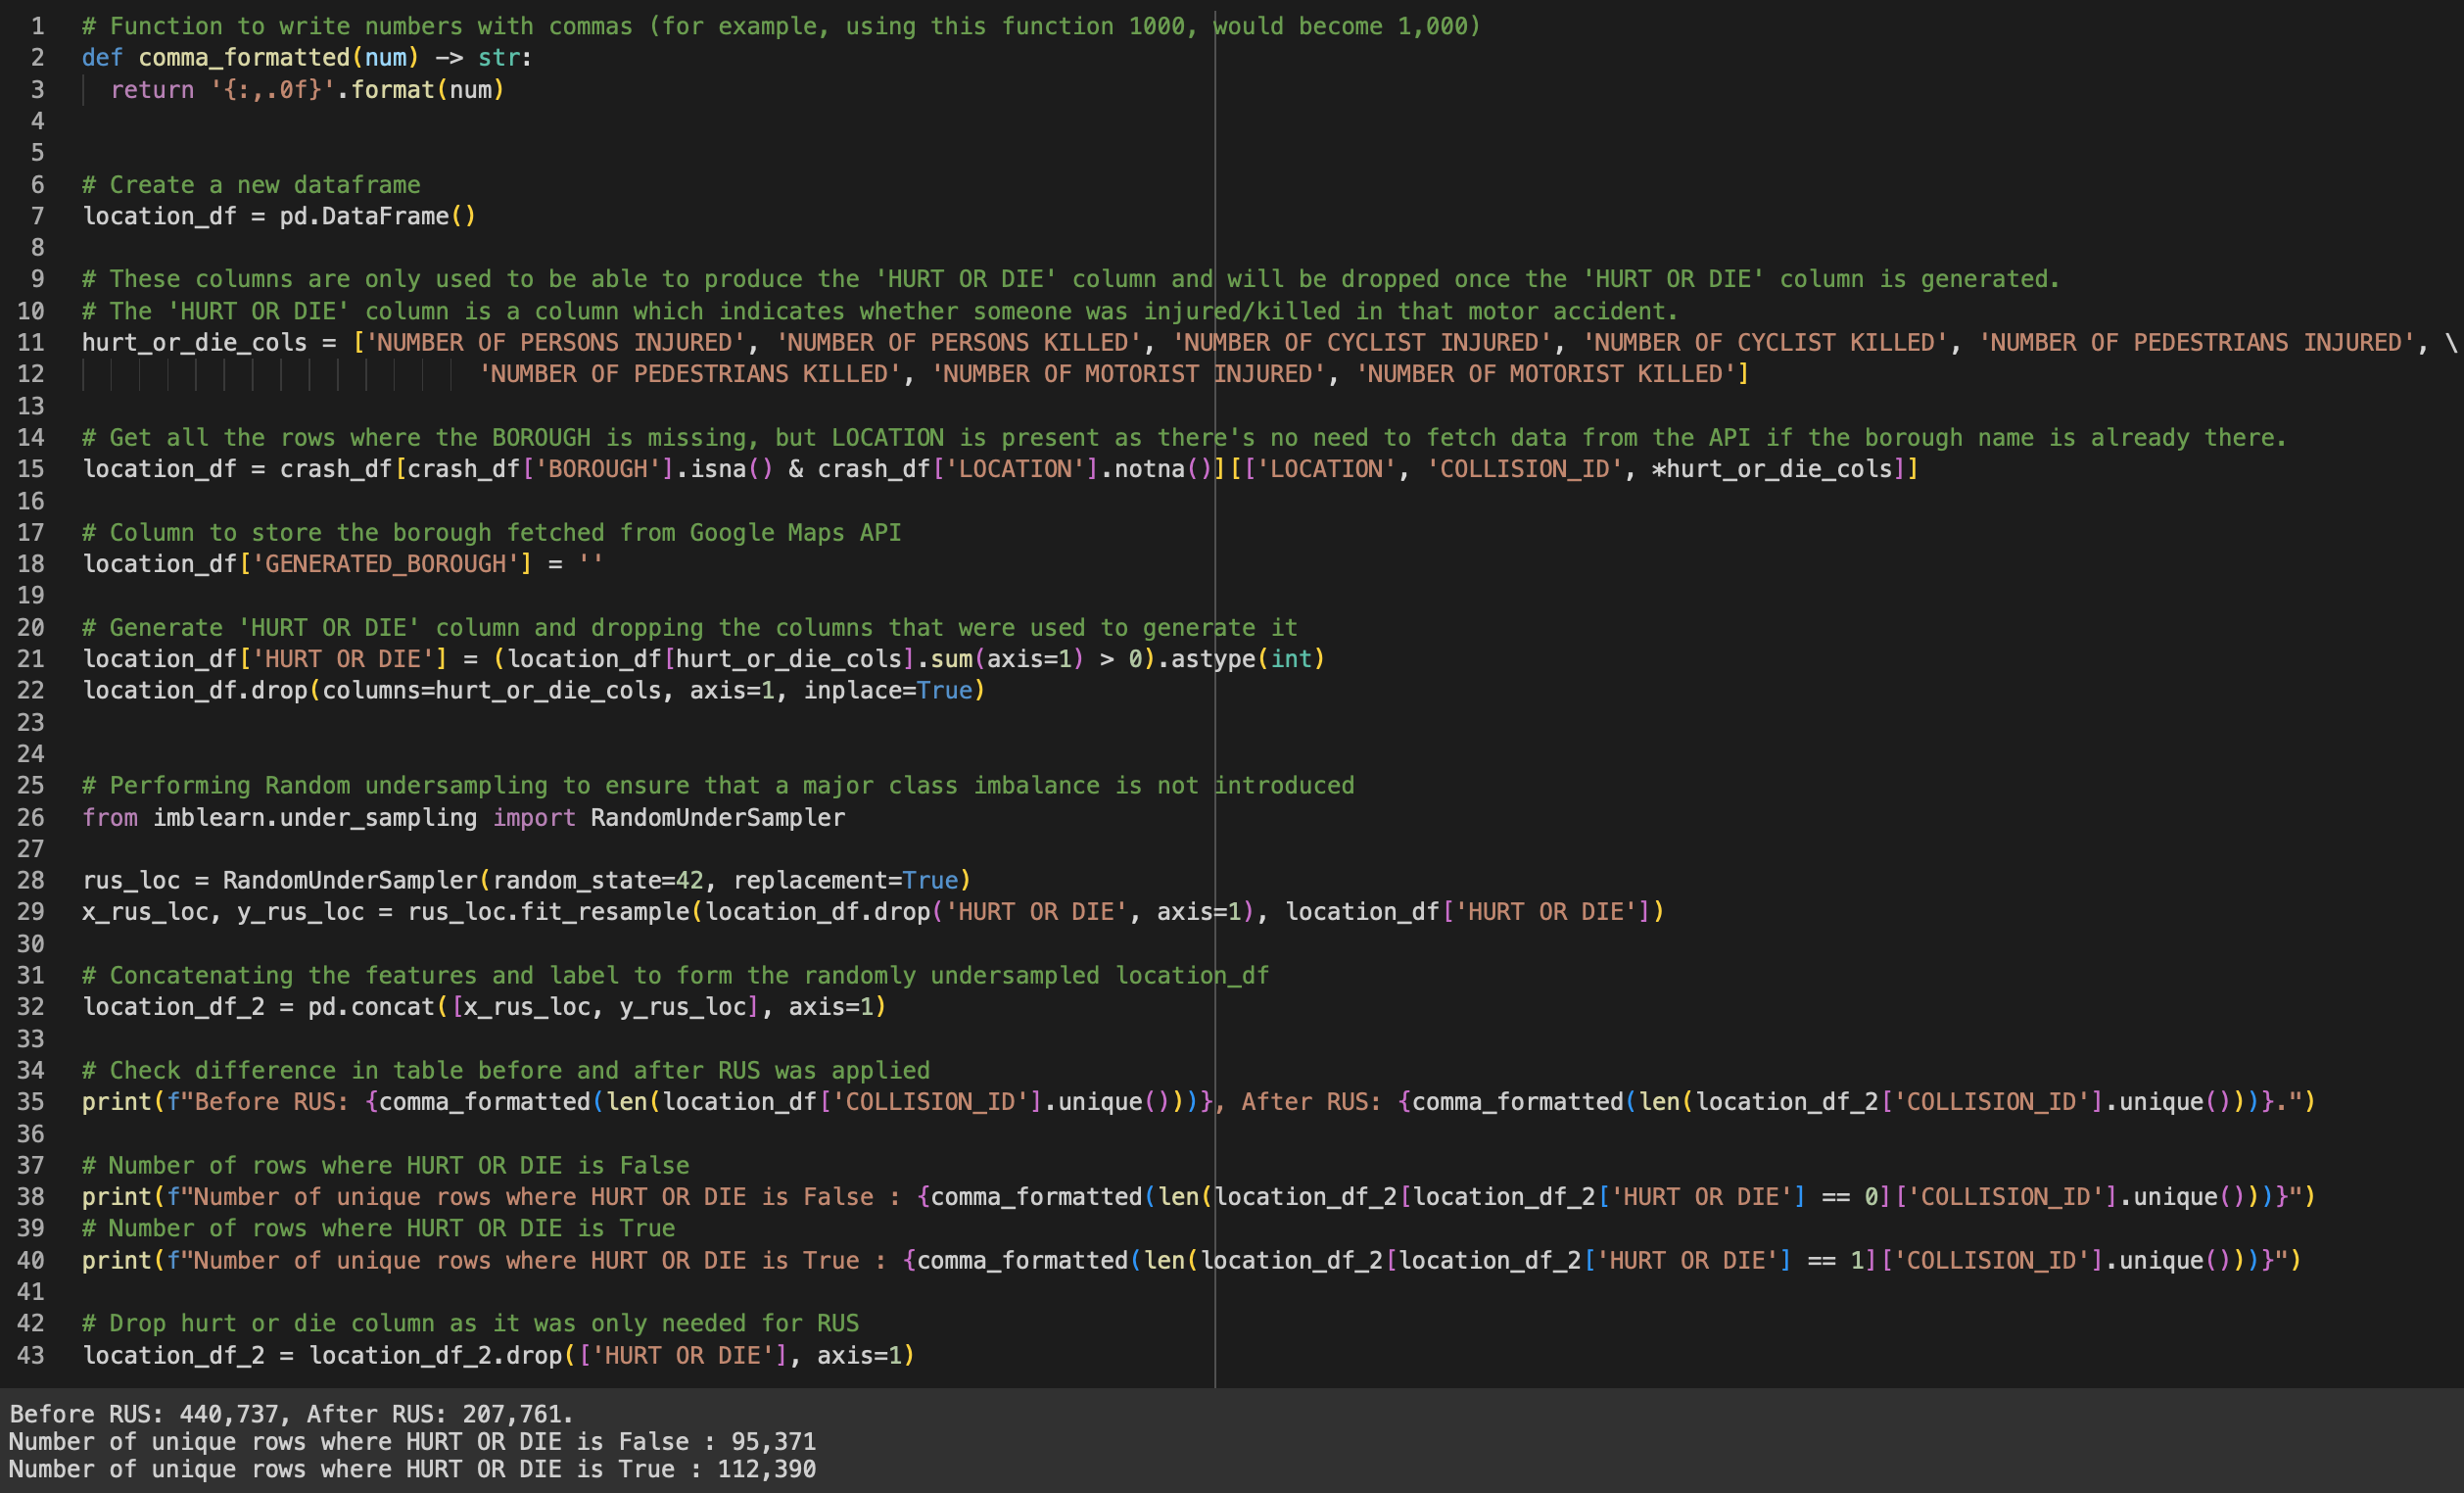 1 # Function to write numbers with commas (for example, using this function 1000, would become 1,000)
2 def comma_formatted(num) -> str:
3 return '{:,.0f}'.format(num)
4
5
6 # Create a new dataframe
7 location_df = pd.DataFrame()
8
9 # These columns are only used to be able to produce the 'HURT OR DIE' column and will be dropped once the 'HURT OR DIE' column is generated.
10 # The 'HURT OR DIE' column is a column which indicates whether someone was injured/killed in that motor accident.
11 hurt_or_die_cols = ['NUMBER OF PERSONS INJURED', 'NUMBER OF PERSONS KILLED', 'NUMBER OF CYCLIST INJURED', 'NUMBER OF CYCLIST KILLED', 'NUMBER OF PEDESTRIANS INJURED', \
12 'NUMBER OF PEDESTRIANS KILLED', 'NUMBER OF MOTORIST INJURED', 'NUMBER OF MOTORIST KILLED']
13
14 # Get all the rows where the BOROUGH is missing, but LOCATION is present as there's no need to fetch data from the API if the borough name is already there.
15 location_df = crash_df[crash_df['BOROUGH'].isna() & crash_df['LOCATION'].notna()][['LOCATION', 'COLLISION_ID', *hurt_or_die_cols]]
16
17 # Column to store the borough fetched from Google Maps API
18 location_df['GENERATED_BOROUGH'] = ''
19
20 # Generate 'HURT OR DIE' column and dropping the columns that were used to generate it
21 location_df['HURT OR DIE'] = (location_df[hurt_or_die_cols].sum(axis=1) > 0).astype(int)
22 location_df.drop(columns=hurt_or_die_cols, axis=1, inplace=True)
23
24
25 # Performing Random undersampling to ensure that a major class imbalance is not introduced
26 from imblearn.under_sampling import RandomUnderSampler
27
28 rus_loc = RandomUnderSampler(random_state=42, replacement=True)
29 x_rus_loc, y_rus_loc = rus_loc.fit_resample(location_df.drop('HURT OR DIE', axis=1), location_df['HURT OR DIE'])
30
31 # Concatenating the features and label to form the randomly undersampled location_df
32 location_df_2 = pd.concat([x_rus_loc, y_rus_loc], axis=1)
33
34 # Check difference in table before and after RUS was applied
35 print(f"Before RUS: {comma_formatted(len(location_df['COLLISION_ID'].unique()))}, After RUS: {comma_formatted(len(location_df_2['COLLISION_ID'].unique()))}.")
36
37 # Number of rows where HURT OR DIE is False
38 print(f"Number of unique rows where HURT OR DIE is False : {comma_formatted(len(location_df_2[location_df_2['HURT OR DIE'] == 0]['COLLISION_ID'].unique()))}")
39 # Number of rows where HURT OR DIE is True
40 print(f"Number of unique rows where HURT OR DIE is True : {comma_formatted(len(location_df_2[location_df_2['HURT OR DIE'] == 1]['COLLISION_ID'].unique()))}")
41
42 # Drop hurt or die column as it was only needed for RUS
43 location_df_2 = location_df_2.drop(['HURT OR DIE'], axis=1)
Before RUS: 440,737, After RUS: 207,761.
Number of unique rows where HURT OR DIE is False : 95,371
Number of unique rows where HURT OR DIE is True : 112,390